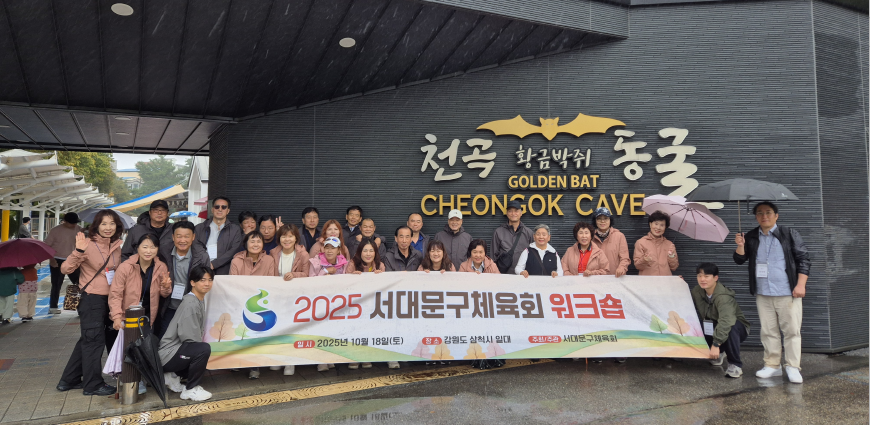 천곡 황금박쥐 동굴
GOLDEN BAT
CHEONGOK CAVE
2025 서대문구체육회 워크숍
일시 2025년 10월 18일(토) 장소 강원도 삼척시 일대 주최/주관 서대문구체육회